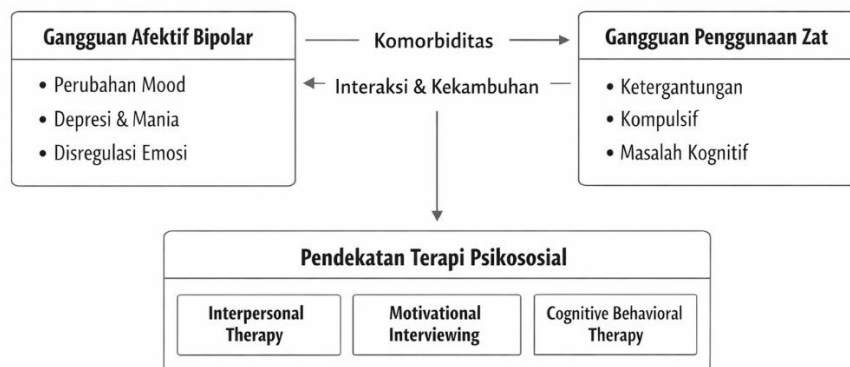 Gangguan Afektif Bipolar
• Perubahan Mood
• Depresi & Mania
• Disregulasi Emosi
Komorbiditas
Interaksi & Kekambuhan
Gangguan Penggunaan Zat
• Ketergantungan
• Kompulsif
• Masalah Kognitif
Pendekatan Terapi Psikososial
Interpersonal
Therapy
Motivational
Interviewing
Cognitive Behavioral
Therapy